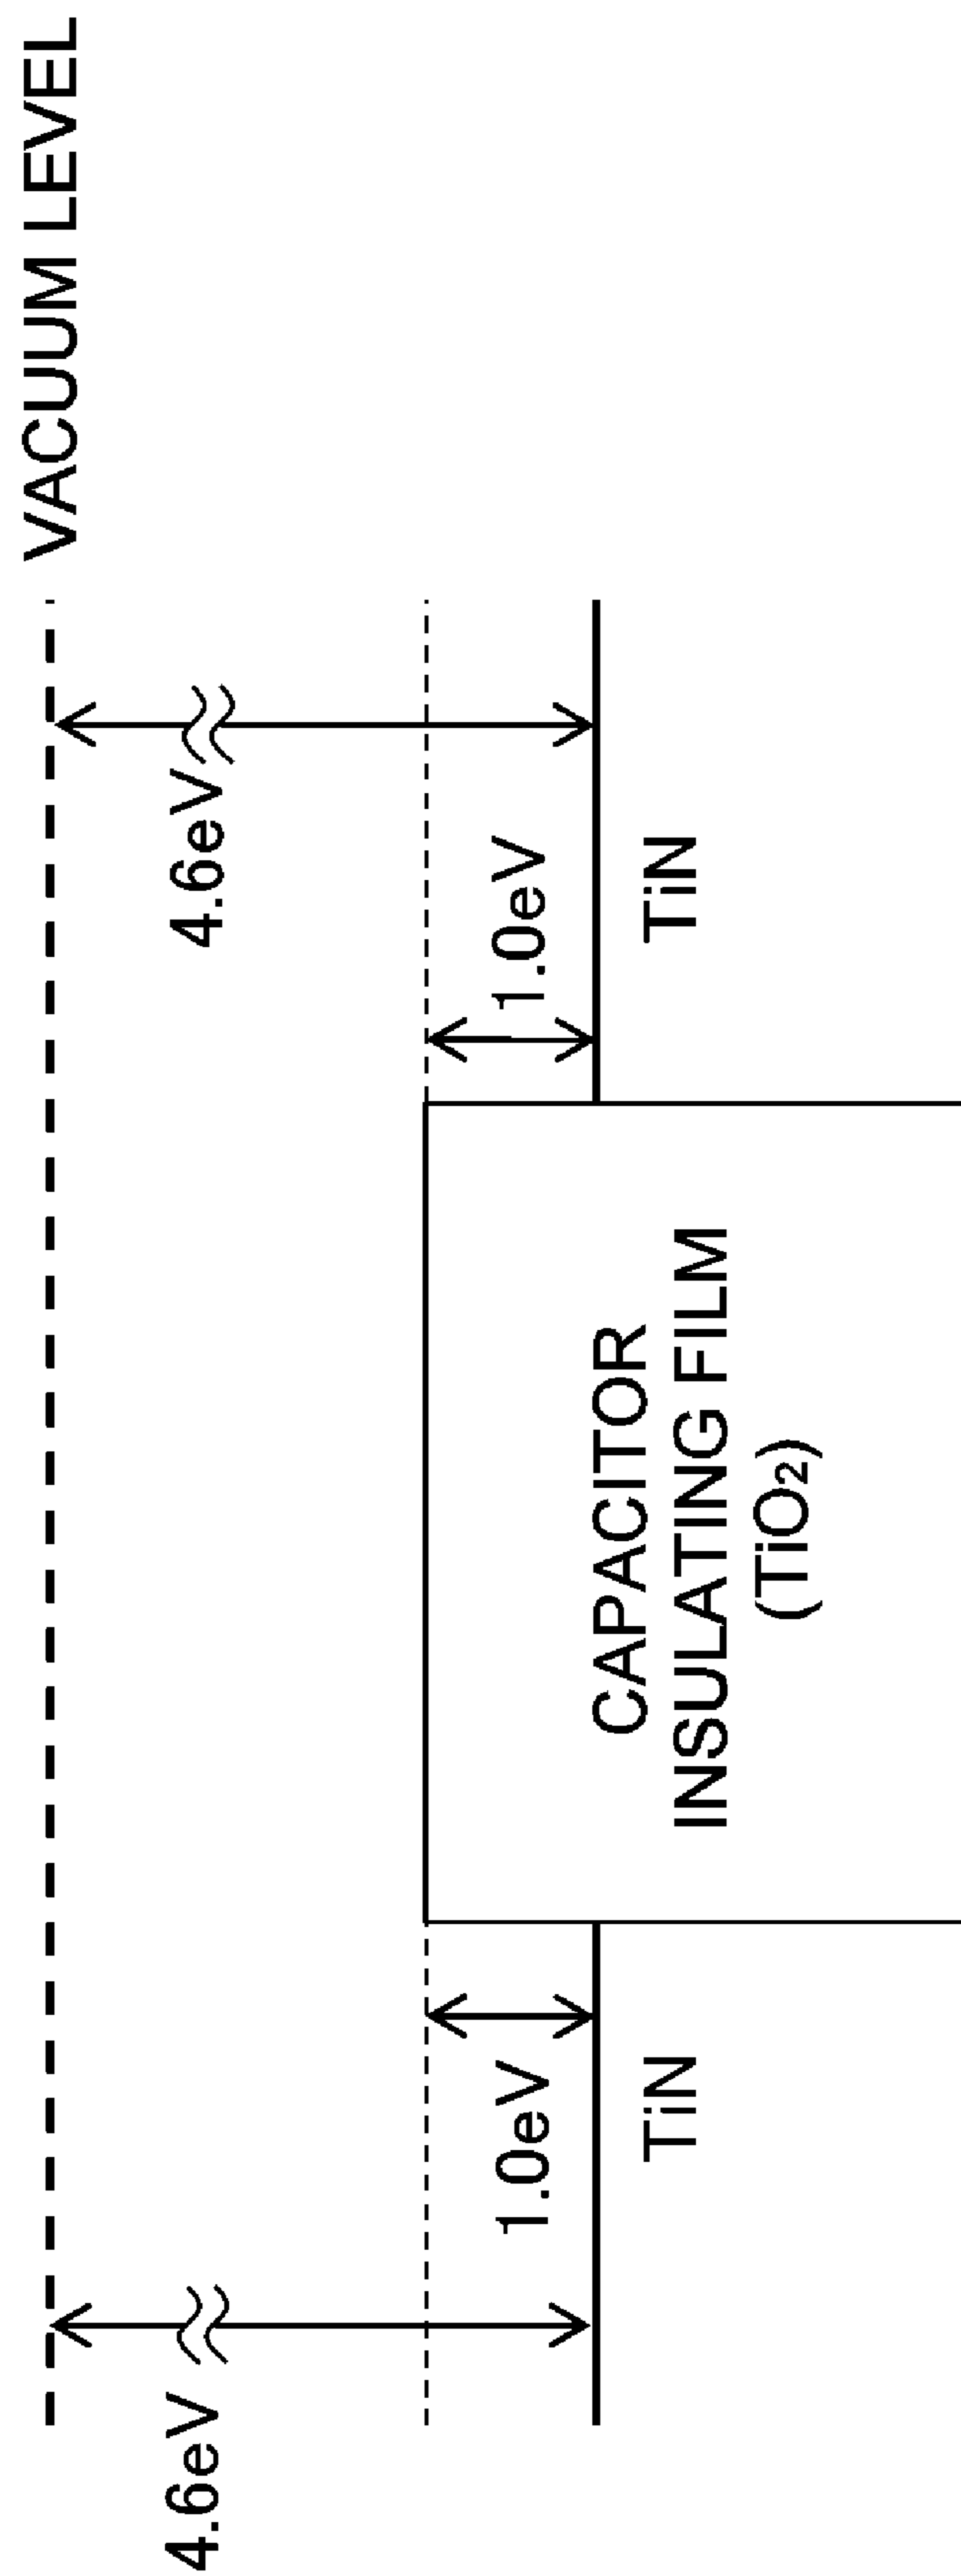 VACUUM LEVEL
4.6eV
4.6eV
1.0eV
1.0eV
TiN
CAPACITOR
INSULATING FILM
(TiO₂)
TiN